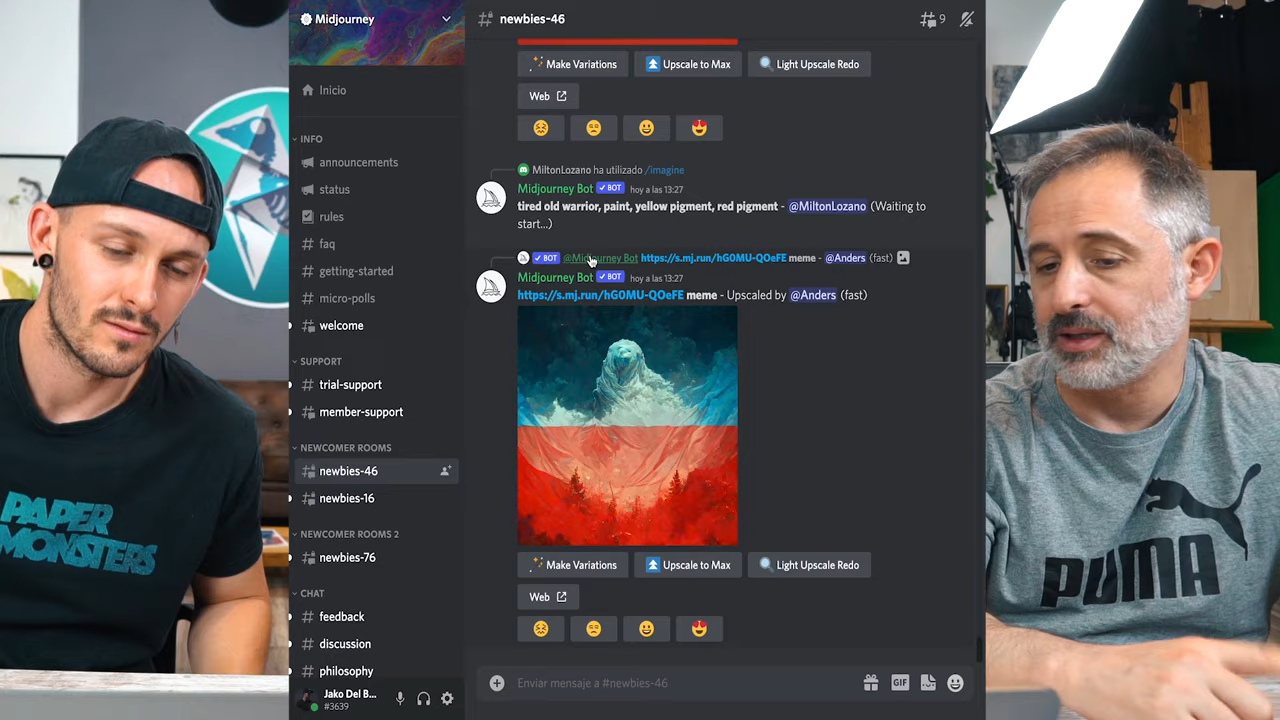 Midjourney
Inicio
INFO
announcements
status
rules
faq
getting-started
micro-polls
welcome
SUPPORT
trial-support
member-support
NEWCOMER ROOMS
newbies-46
newbies-16
NEWCOMER ROOMS 2
newbies-76
CHAT
feedback
discussion
philosophy
Jako Del B...
#3639
newbies-46
9
Make Variations
Upscale to Max
Light Upscale Redo
Web
MiltonLozano ha utilizado /imagine
Midjourney Bot BOT hoy a las 13:27
tired old warrior, paint, yellow pigment, red pigment - @MiltonLozano (Waiting to
start...)
BOT @Midjourney Bot https://s.mj.run/hG0MU-QOeFE meme - @Anders (fast)
Midjourney Bot BOT hoy a las 13:27
https://s.mj.run/hG0MU-QOeFE meme - Upscaled by @Anders (fast)
Make Variations
Upscale to Max
Light Upscale Redo
Web
Enviar mensaje a #newbies-46
GIF
PAPER
MONSTERS
PUMA